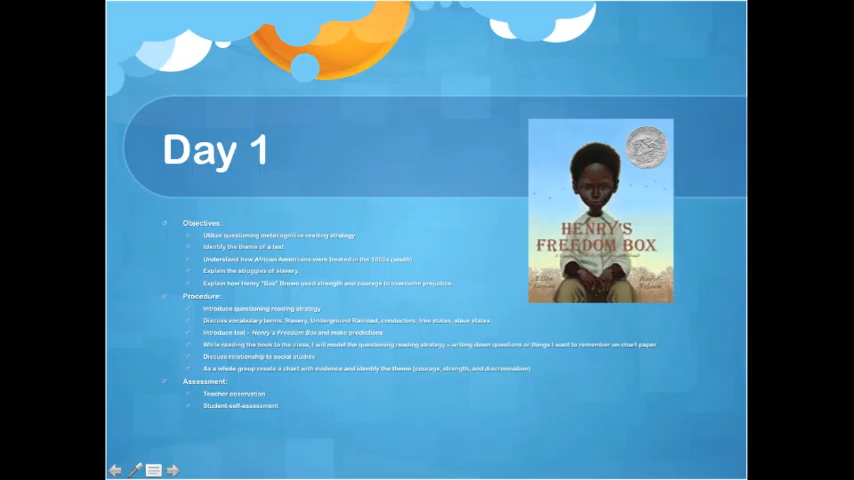 Day 1
HENRY'S
FREEDOM BOX
Ellen
Levine
Kadir
Nelson
Objectives:
Utilize questioning metacognitive reading strategy
Identify the theme of a text
Understand how African Americans were treated in the 1800s (south)
Explain the struggles of slavery.
Explain how Henry "Box" Brown used strength and courage to overcome prejudice.
Procedure:
Introduce questioning reading strategy
Discuss vocabulary terms: Slavery, Underground Railroad, conductors, free states, slave states
Introduce text – Henry's Freedom Box and make predictions
While reading the book to the class, I will model the questioning reading strategy – writing down questions or things I want to remember on chart paper
Discuss relationship to social studies
As a whole group create a chart with evidence and identify the theme (courage, strength, and discrimination)
Assessment:
Teacher observation
Student-self-assessment